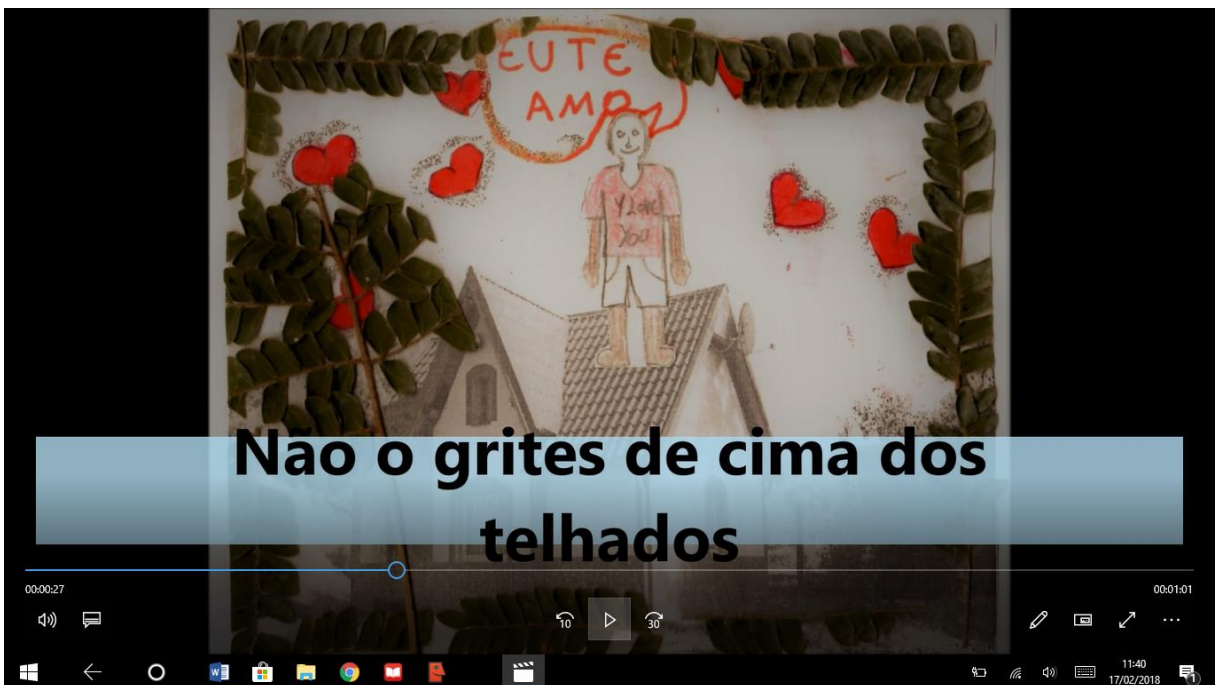 EU TE
AMO
Y Love
You
Nao o grites de cima dos
telhados
00:00:27
00:01:01
10
30
11:40
17/02/2018
1